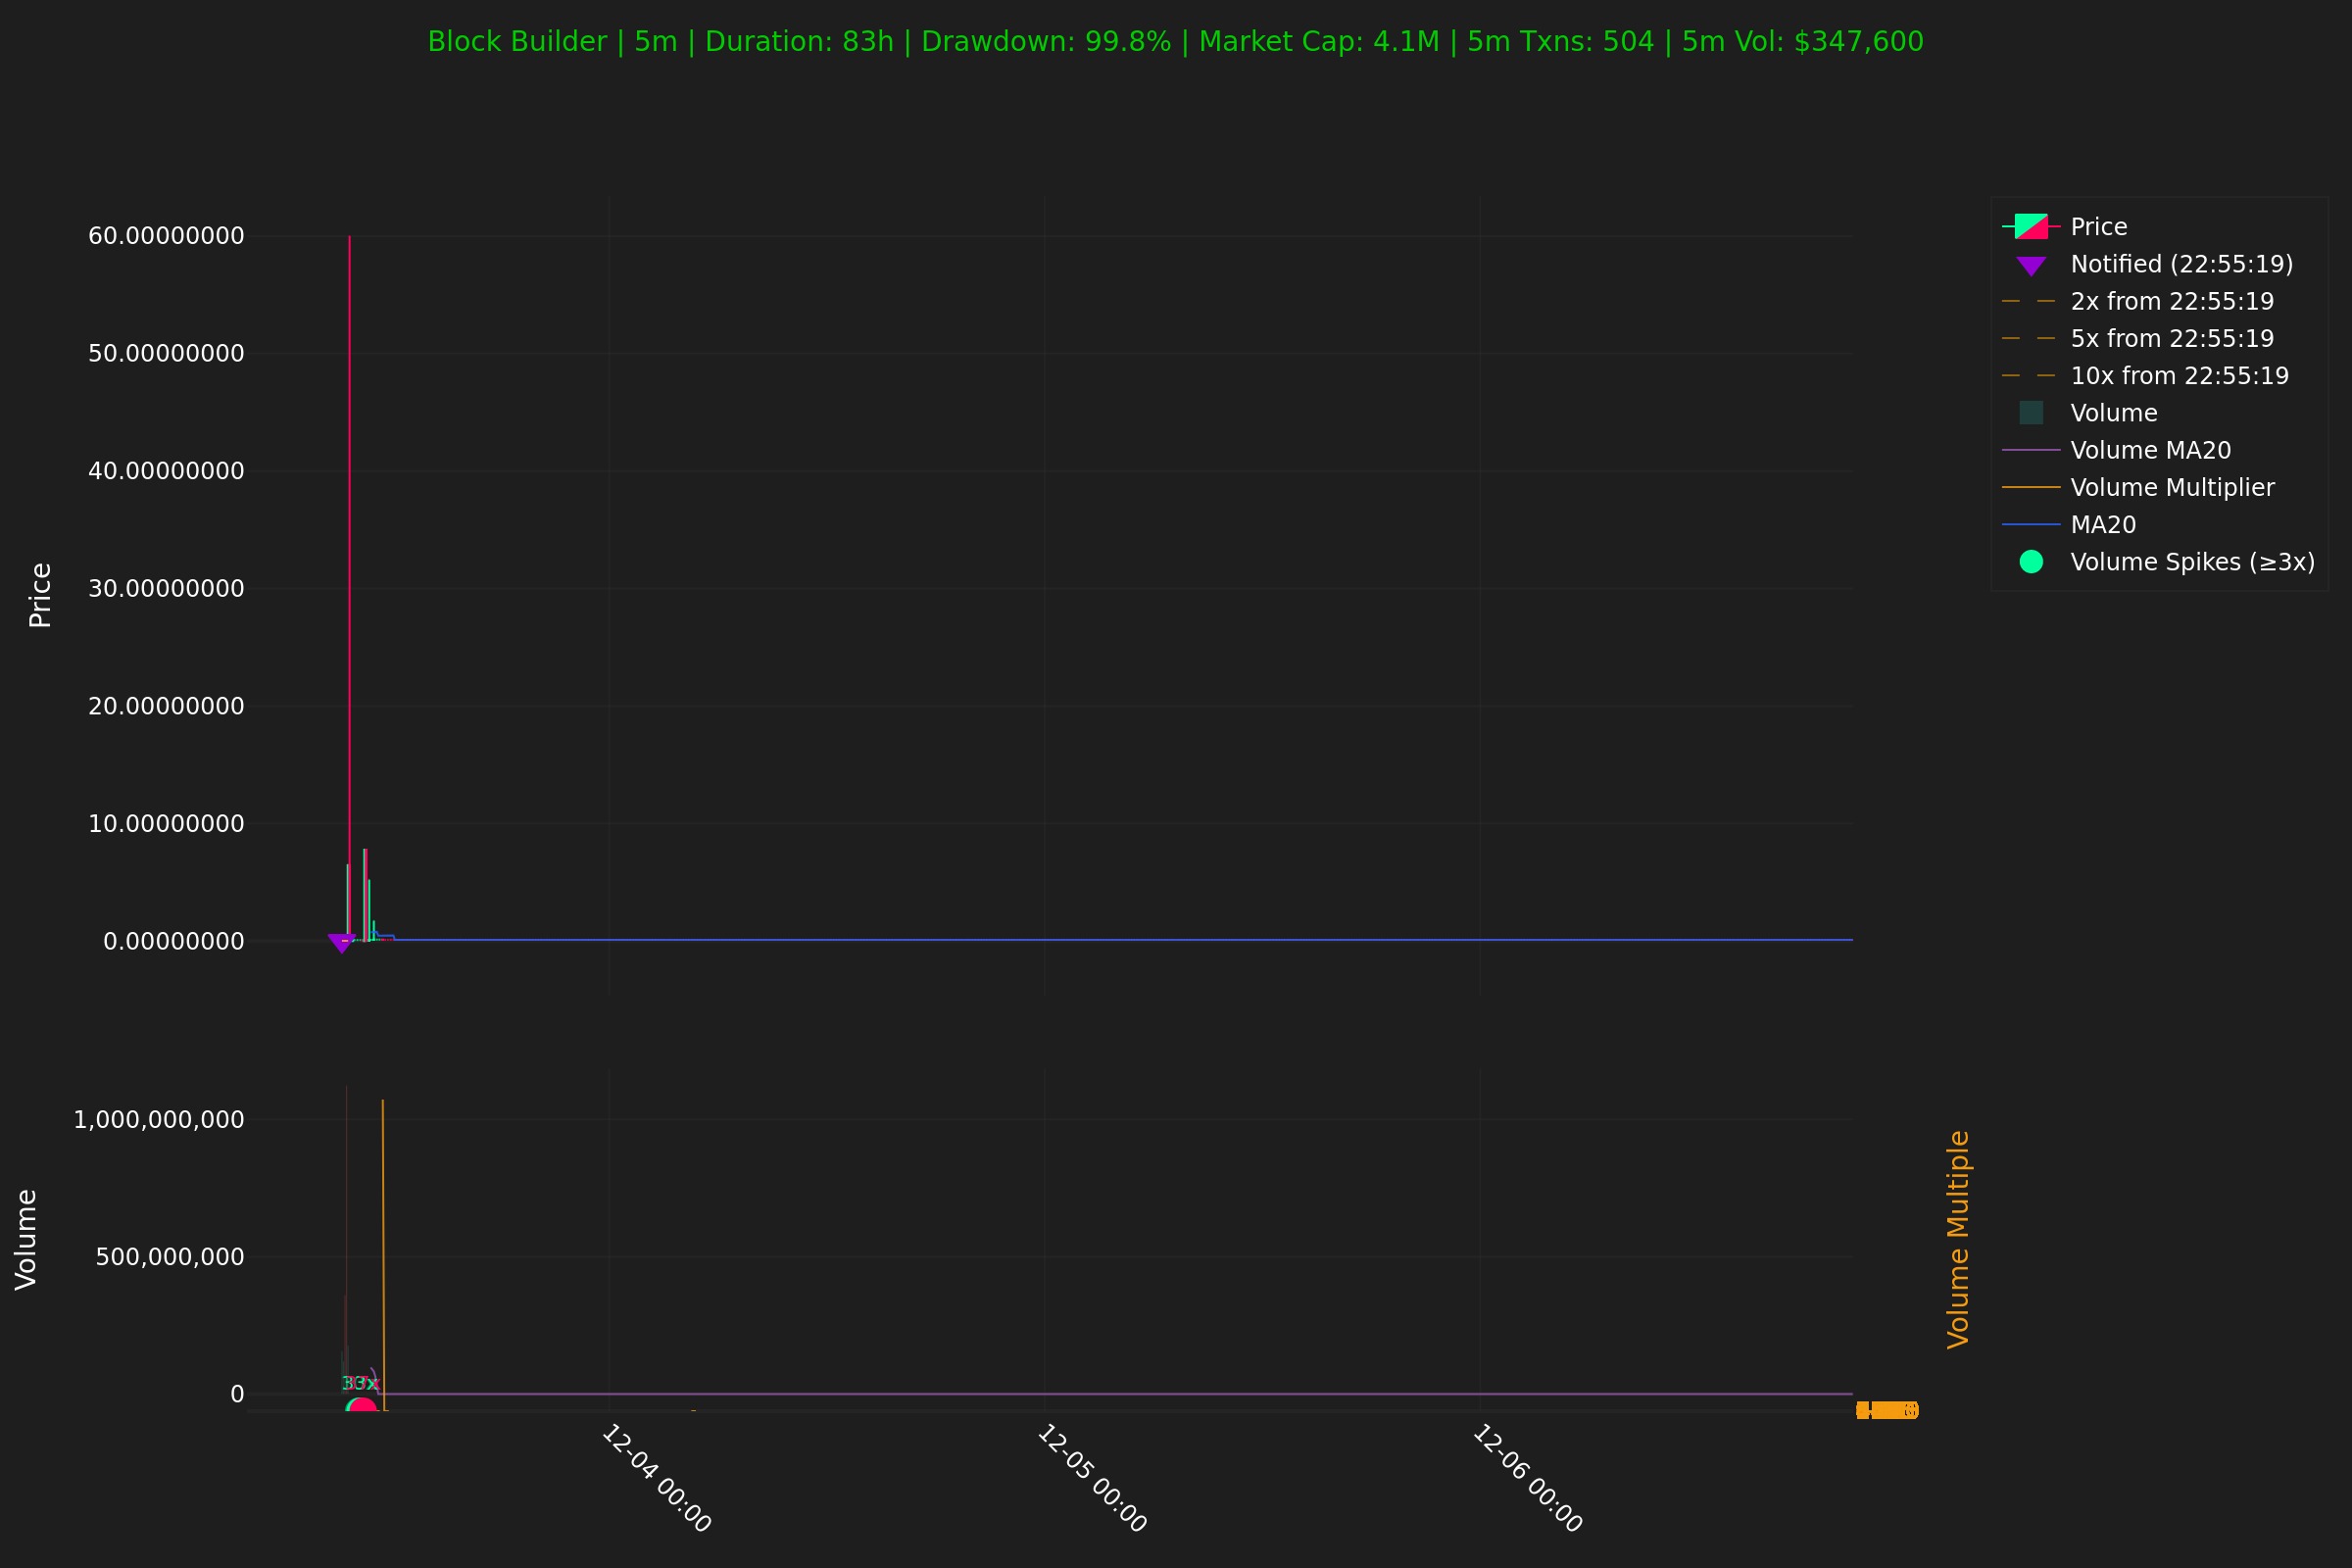 Block Builder | 5m | Duration: 83h | Drawdown: 99.8% | Market Cap: 4.1M | 5m Txns: 504 | 5m Vol: $347,600
60.00000000
50.00000000
40.00000000
30.00000000
20.00000000
10.00000000
0.00000000
Price
Price
Notified (22:55:19)
2x from 22:55:19
5x from 22:55:19
10x from 22:55:19
Volume
Volume MA20
Volume Multiplier
MA20
Volume Spikes (≥3x)
1,000,000,000
500,000,000
0
Volume
Volume Multiple
12-04 00:00
12-05 00:00
12-06 00:00